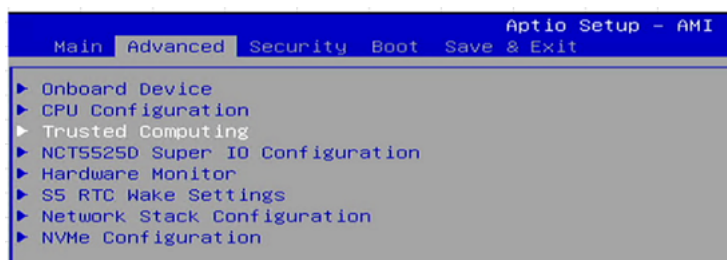 Aptio Setup – AMI
Main Advanced Security Boot Save & Exit
Onboard Device
CPU Configuration
Trusted Computing
NCT5525D Super IO Configuration
Hardware Monitor
S5 RTC Wake Settings
Network Stack Configuration
NVMe Configuration